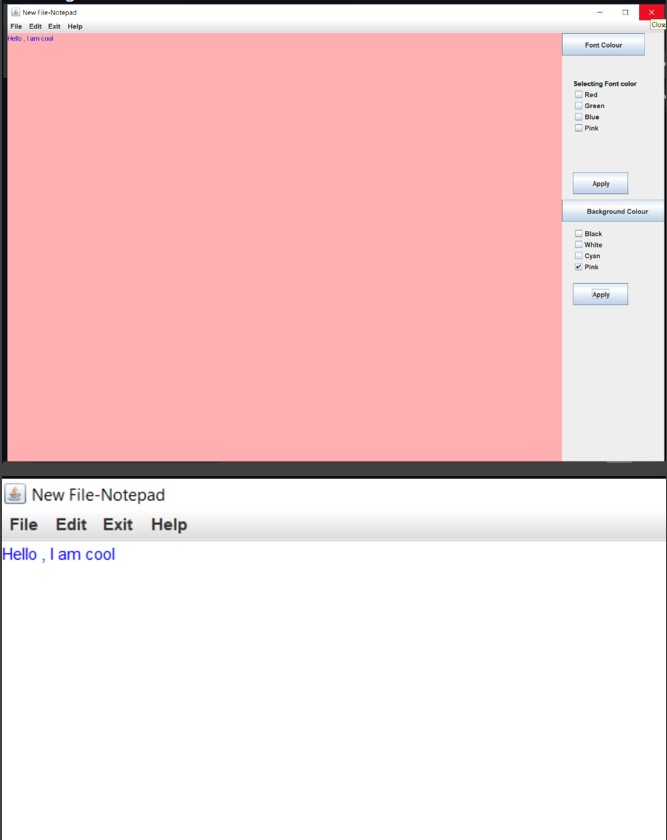 New File-Notepad
File Edit Exit Help
Hello , I am cool
Font Colour
Selecting Font color
Red
Green
Blue
Pink
Apply
Background Colour
Black
White
Cyan
Pink
Apply
New File-Notepad
File Edit Exit Help
Hello , I am cool